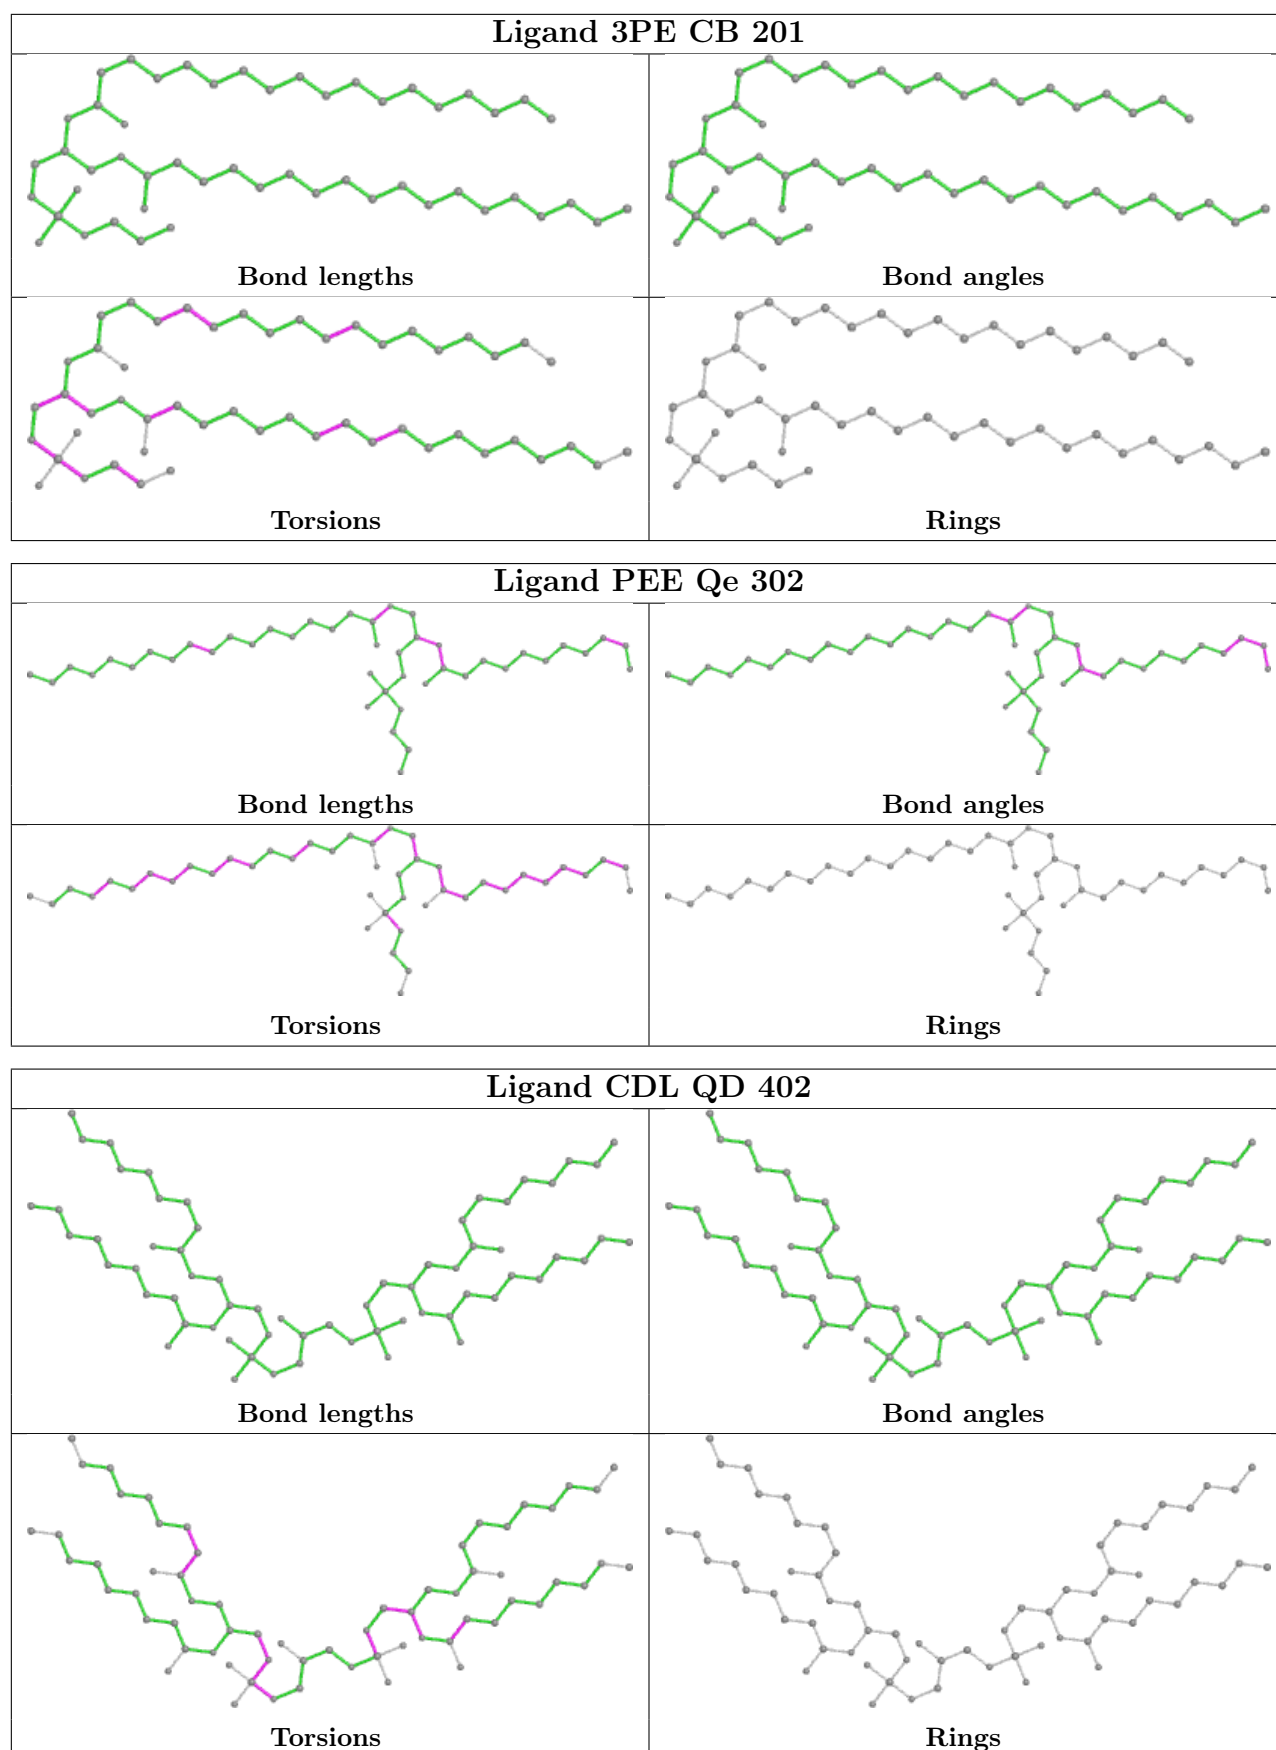 Ligand 3PE CB 201
Bond lengths
Bond angles
Torsions
Rings
Ligand PEE Qe 302
Bond lengths
Bond angles
Torsions
Rings
Ligand CDL QD 402
Bond lengths
Bond angles
Torsions
Rings